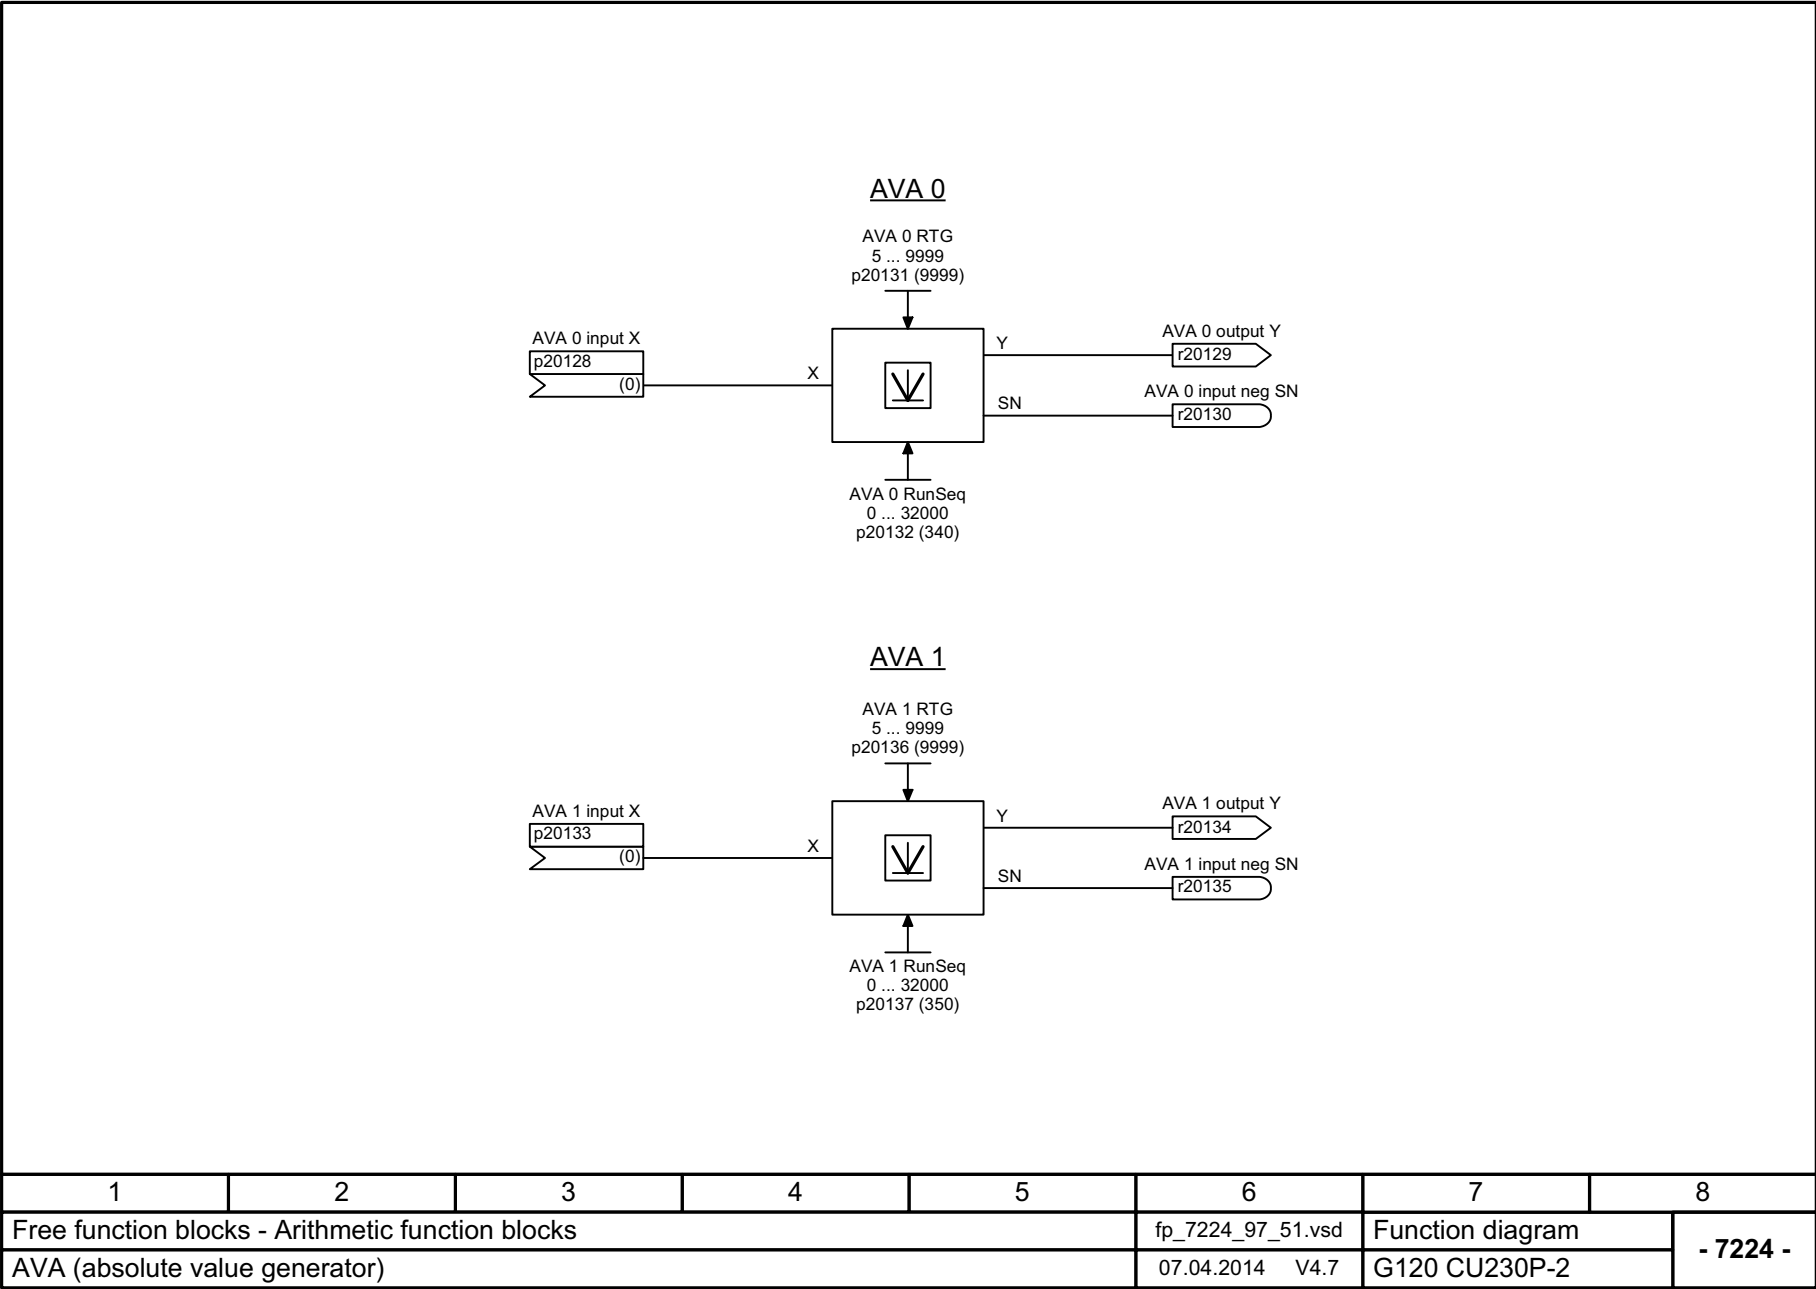 AVA 0
AVA 0 RTG
5 ... 9999
p20131 (9999)
AVA 0 input X
p20128
(0)
X
Y
AVA 0 output Y
r20129
SN
AVA 0 input neg SN
r20130
AVA 0 RunSeq
0 ... 32000
p20132 (340)
AVA 1
AVA 1 RTG
5 ... 9999
p20136 (9999)
AVA 1 input X
p20133
(0)
X
Y
AVA 1 output Y
r20134
SN
AVA 1 input neg SN
r20135
AVA 1 RunSeq
0 ... 32000
p20137 (350)
1 2 3 4 5 6 7 8
Free function blocks - Arithmetic function blocks
fp_7224_97_51.vsd
Function diagram
- 7224 -
AVA (absolute value generator)
07.04.2014 V4.7
G120 CU230P-2